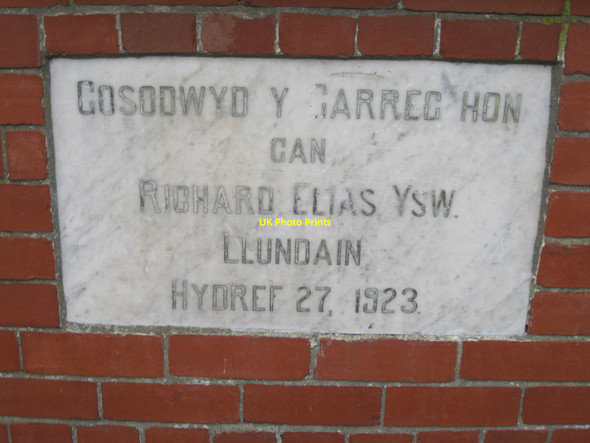 GOSODWYD Y GARREG HON
GAN
RICHARD ELIAS, YSW.
UK Photo Prints
LLUNDAIN
HYDREF 27, 1923.